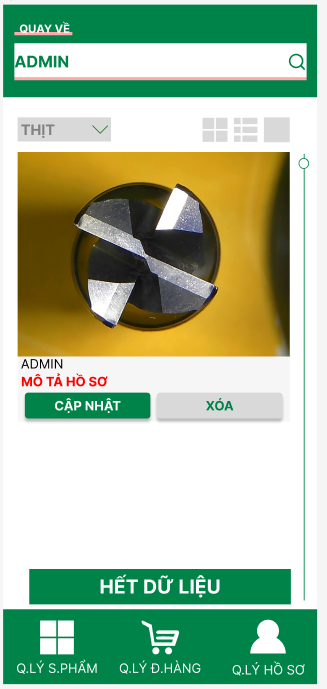 QUAY VỀ
ADMIN
THỊT
ADMIN
MÔ TẢ HỒ SƠ
CẬP NHẬT
XÓA
HẾT DỮ LIỆU
Q.LÝ S.PHẨM
Q.LÝ Đ.HÀNG
Q.LÝ HỒ SƠ